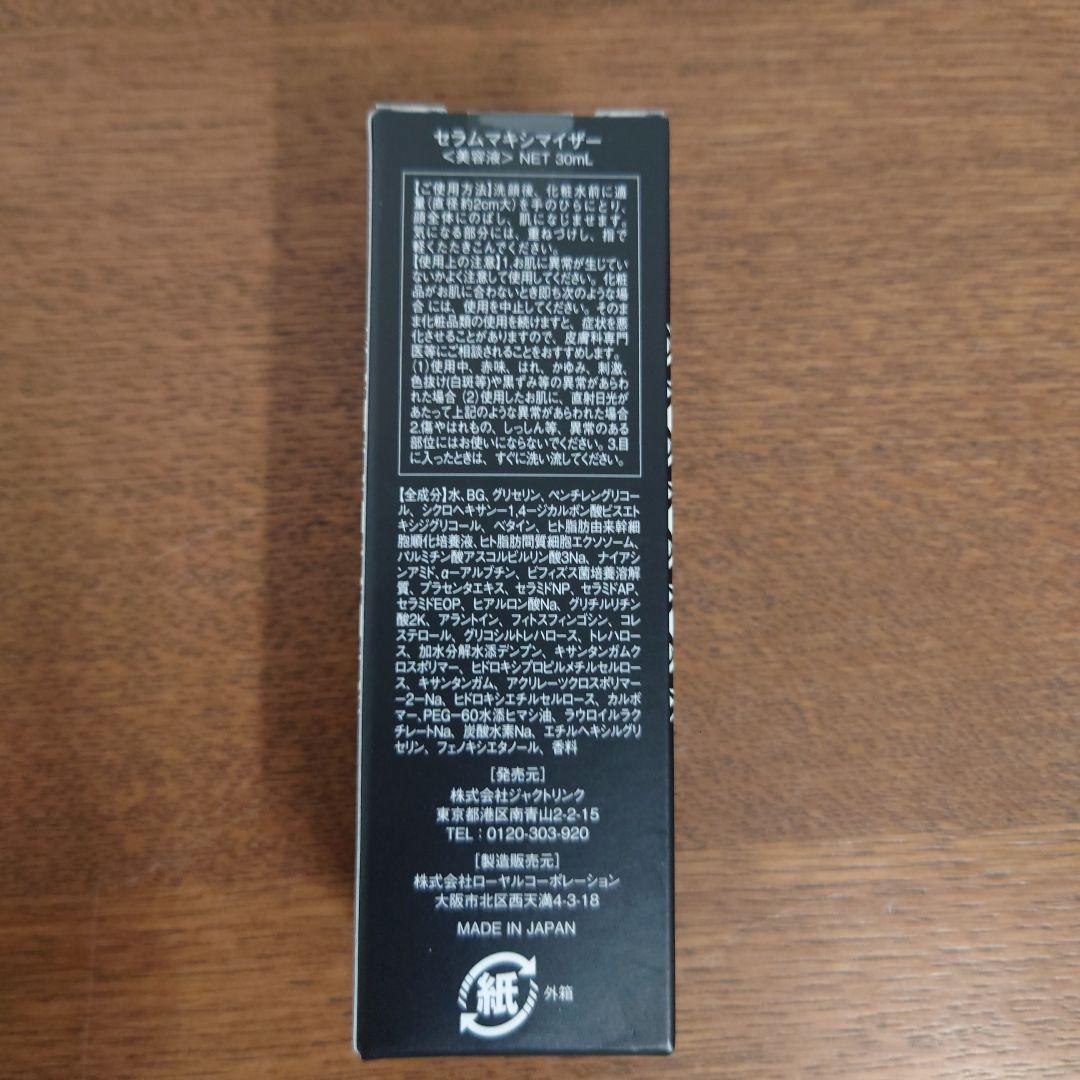 セラムマキシマイザー
＜美容液＞ NET 30mL
【ご使用方法】洗顔後、化粧水前に適
量(直径約2cm大)を手のひらにとり、
顔全体にのばし、肌になじませます。
気になる部分には、重ねづけし、指で
軽くたたきこんでください。
【使用上の注意】1.お肌に異常が生じてい
ないかよく注意して使用してください。化粧
品がお肌に合わないとき即ち次のような場
合には、使用を中止してください。そのま
ま化粧品類の使用を続けますと、症状を悪
化させることがありますので、皮膚科専門
医等にご相談されることをおすすめします。
(1)使用中、赤味、はれ、かゆみ、刺激、
色抜け(白斑等)や黒ずみ等の異常があらわ
れた場合 (2)使用したお肌に、直射日光が
あたって上記のような異常があらわれた場合
2.傷やはれもの、しっしん等、異常のある
部位にはお使いにならないでください。3.目
に入ったときは、すぐに洗い流してください。
【全成分】水、BG、グリセリン、ペンチレングリコー
ル、シクロヘキサン-1,4-ジカルボン酸ビスエト
キシジグリコール、ベタイン、ヒト脂肪由来幹細
胞順化培養液、ヒト脂肪間質細胞エクソソーム、
パルミチン酸アスコルビルリン酸3Na、ナイアシ
ンアミド、α-アルブチン、ビフィズス菌培養溶解
質、プラセンタエキス、セラミドNP、セラミドAP、
セラミドEOP、ヒアルロン酸Na、グリチルリチン
酸2K、アラントイン、フィトスフィンゴシン、コレ
ステロール、グリコシルトレハロース、トレハロー
ス、加水分解水添デンプン、キサンタンガムク
ロスポリマー、ヒドロキシプロピルメチルセルロー
ス、キサンタンガム、アクリレーツクロスポリマー
-2-Na、ヒドロキシエチルセルロース、カルボ
マー、PEG-60水添ヒマシ油、ラウロイルラク
チレートNa、炭酸水素Na、エチルヘキシルグリ
セリン、フェノキシエタノール、香料
［発売元］
株式会社ジャクトリンク
東京都港区南青山2-2-15
TEL：0120-303-920
［製造販売元］
株式会社ローヤルコーポレーション
大阪市北区西天満4-3-18
MADE IN JAPAN
紙 外箱